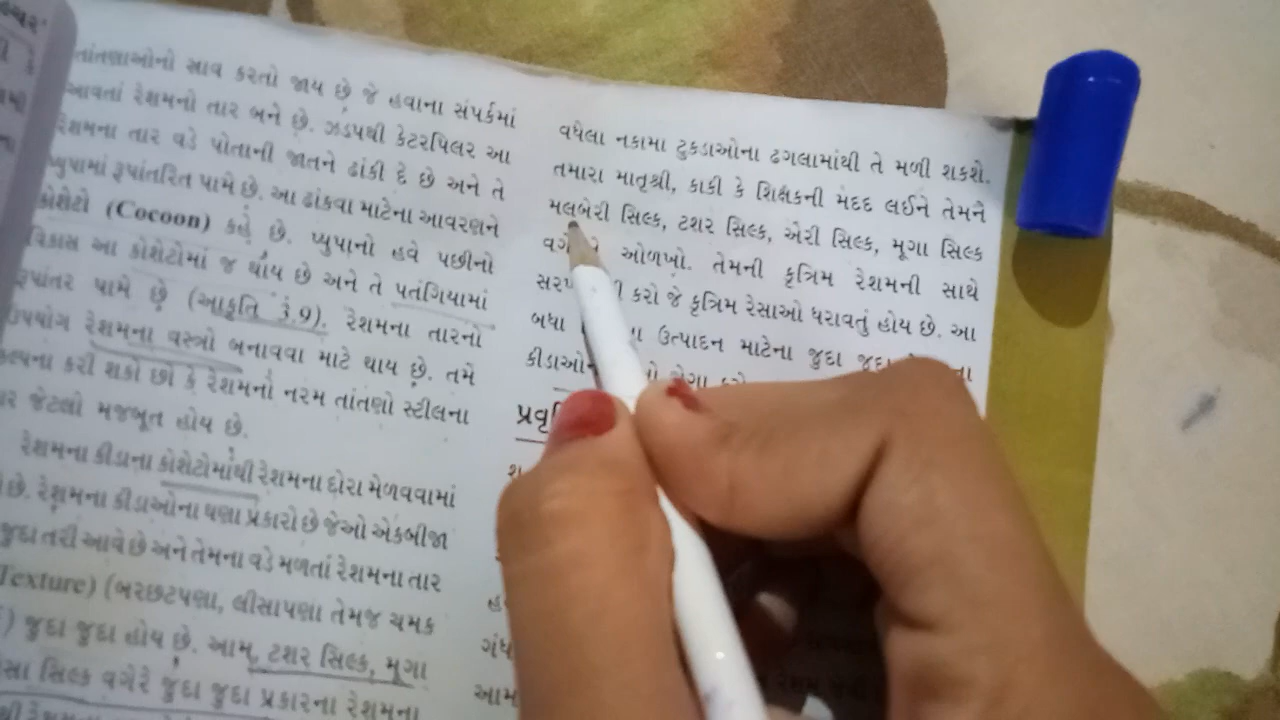 તાંતણાઓનો સ્રાવ કરતો જાય છે જે હવાના સંપર્કમાં
આવતાં રેશમનો તાર બને છે. ઝડપથી કેટરપિલર આ
રેશમના તાર વડે પોતાની જાતને ઢાંકી દે છે અને તે
પ્યુપામાં રૂપાંતરિત પામે છે. આ ઢાંકવા માટેના આવરણને
કોશેટો (Cocoon) કહે છે. પ્યુપાનો હવે પછીનો
વિકાસ આ કોશેટોમાં જ થાય છે અને તે પતંગિયામાં
રૂપાંતર પામે છે (આકૃતિ 3.9). રેશમના તારનો
ઉપયોગ રેશમના વસ્ત્રો બનાવવા માટે થાય છે. તમે
કલ્પના કરી શકો છો કે રેશમનો નરમ તાંતણો સ્ટીલના
જેટલો મજબૂત હોય છે.
રેશમના કીડાના કોશેટોમાંથી રેશમના દોરા મેળવવામાં
છે. રેશમના કીડાઓના ઘણા પ્રકારો છે જેઓ એકબીજા
જુદા તરી આવે છે અને તેમના વડે મળતાં રેશમના તાર
Texture) (બરછટપણા, લીસાપણા તેમજ ચમક
) જુદા જુદા હોય છે. આમ, ટશર સિલ્ક, મૂગા
સિલ્ક વગેરે જુદા જુદા પ્રકારના રેશમના
વધેલા નકામા ટુકડાઓના ઢગલામાંથી તે મળી શકશે.
તમારા માતૃશ્રી, કાકી કે શિક્ષકની મદદ લઈને તેમને
મલબેરી સિલ્ક, ટશર સિલ્ક, એરી સિલ્ક, મૂગા સિલ્ક
ઓળખો. તેમની કૃત્રિમ રેશમની સાથે
કરો જે કૃત્રિમ રેસાઓ ધરાવતું હોય છે. આ
બધા ઉત્પાદન માટેના જુદા જુદા